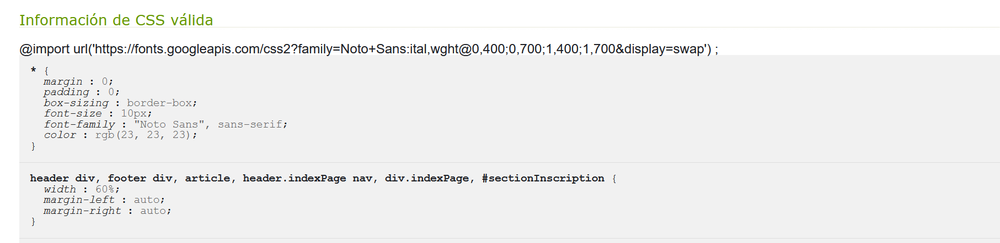 Información de CSS válida
@import url('https://fonts.googleapis.com/css2?family=Noto+Sans:ital,wght@0,400;0,700;1,400;1,700&display=swap') ;
* {
margin : 0;
padding : 0;
box-sizing : border-box;
font-size : 10px;
font-family : "Noto Sans", sans-serif;
color : rgb(23, 23, 23);
}
header div, footer div, article, header.indexPage nav, div.indexPage, #sectionInscription {
width : 60%;
margin-left : auto;
margin-right : auto;
}